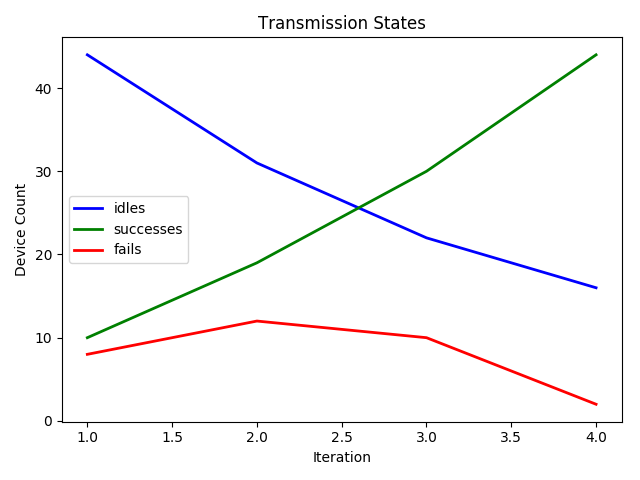 Transmission States
Device Count
40
30
20
10
0
idles
successes
fails
1.0 1.5 2.0 2.5 3.0 3.5 4.0
Iteration